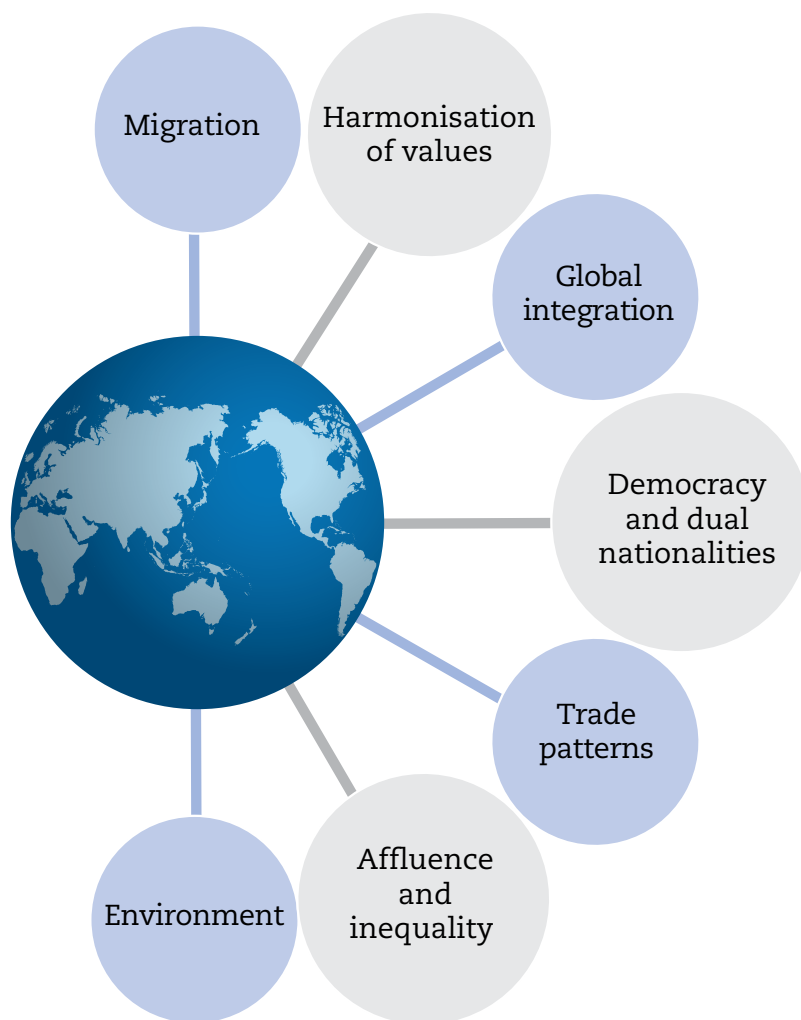 Migration
Harmonisation
of values
Global
integration
Democracy
and dual
nationalities
Trade
patterns
Affluence
and
inequality
Environment